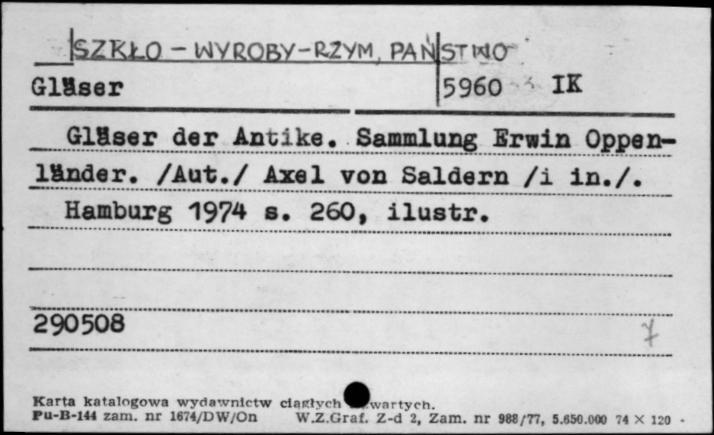 SZKŁO - WYROBY - RZYM, PAŃSTWO
Gläser 5960 IK
Gläser der Antike. Sammlung Erwin Oppen-
länder. /Aut./ Axel von Saldern /i in./.
Hamburg 1974 s. 260, ilustr.
290508 7
Karta katalogowa wydawnictw ciągłych wartych.
Pu-B-144 zam. nr 1674/DW/On W.Z.Graf. Z-d 2, Zam. nr 988/77, 5.650.000 74 × 120